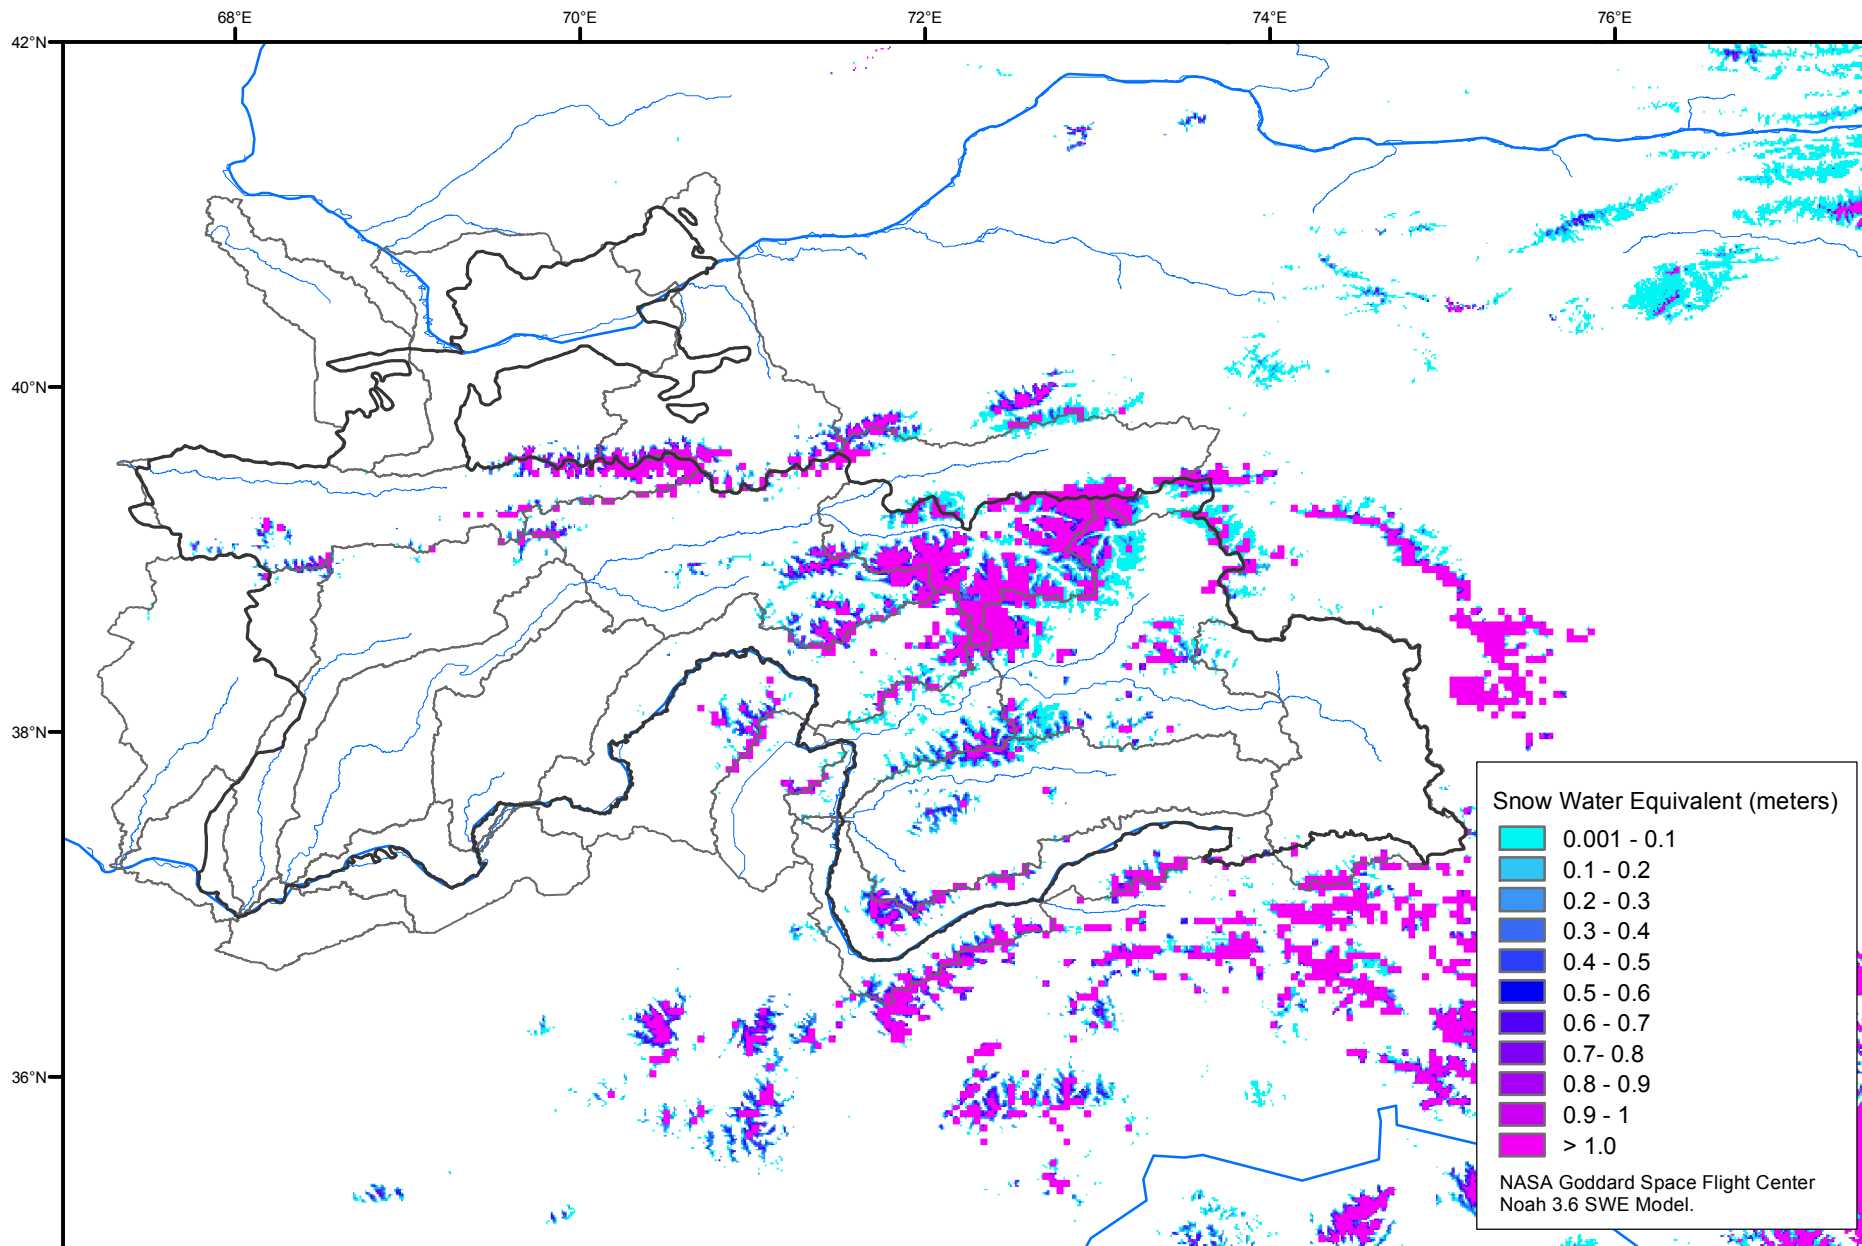 68°E
70°E
72°E
74°E
76°E
42°N
40°N
38°N
36°N
Snow Water Equivalent (meters)
0.001 - 0.1
0.1 - 0.2
0.2 - 0.3
0.3 - 0.4
0.4 - 0.5
0.5 - 0.6
0.6 - 0.7
0.7- 0.8
0.8 - 0.9
0.9 - 1
> 1.0
NASA Goddard Space Flight Center
Noah 3.6 SWE Model.